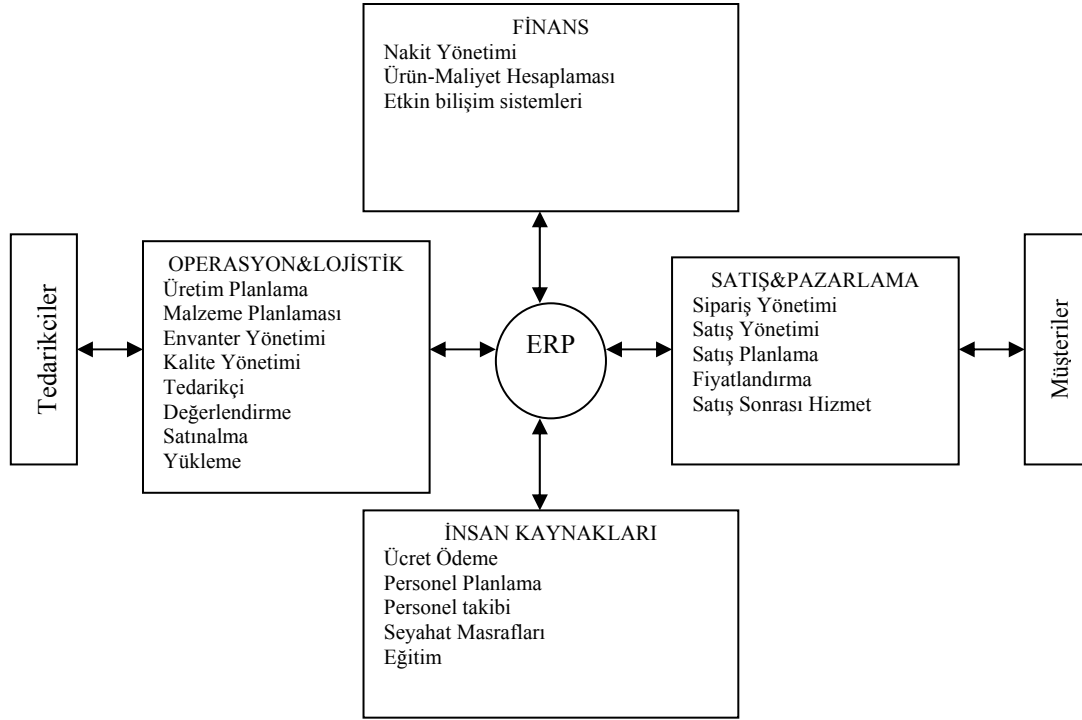 FİNANS
Nakit Yönetimi
Ürün-Maliyet Hesaplaması
Etkin bilişim sistemleri
Tedarikciler
OPERASYON&LOJİSTİK
Üretim Planlama
Malzeme Planlaması
Envanter Yönetimi
Kalite Yönetimi
Tedarikçi
Değerlendirme
Satınalma
Yükleme
ERP
SATIŞ&PAZARLAMA
Sipariş Yönetimi
Satış Yönetimi
Satış Planlama
Fiyatlandırma
Satış Sonrası Hizmet
Müşteriler
İNSAN KAYNAKLARI
Ücret Ödeme
Personel Planlama
Personel takibi
Seyahat Masrafları
Eğitim